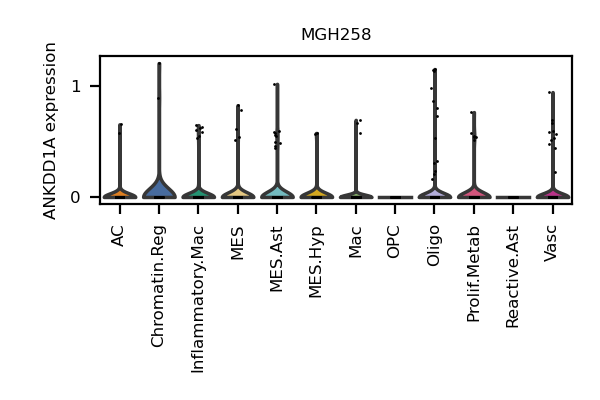 MGH258
ANKDD1A expression
1
0
AC
Chromatin.Reg
Inflammatory.Mac
MES
MES.Ast
MES.Hyp
Mac
OPC
Oligo
Prolif.Metab
Reactive.Ast
Vasc